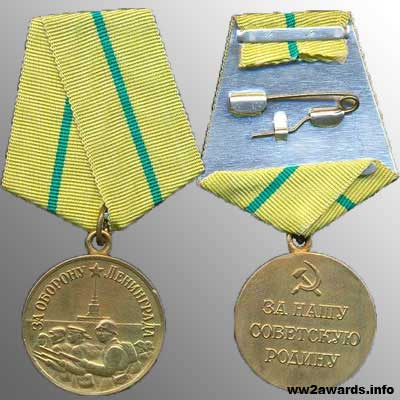 ЗА ОБОРОНУ ★ ЛЕНИНГРАДА
ЗА НАШУ
СОВЕТСКУЮ
РОДИНУ
ww2awards.info